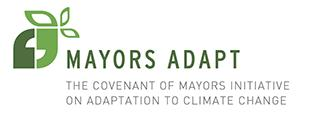 MAYORS ADAPT
THE COVENANT OF MAYORS INITIATIVE
ON ADAPTATION TO CLIMATE CHANGE